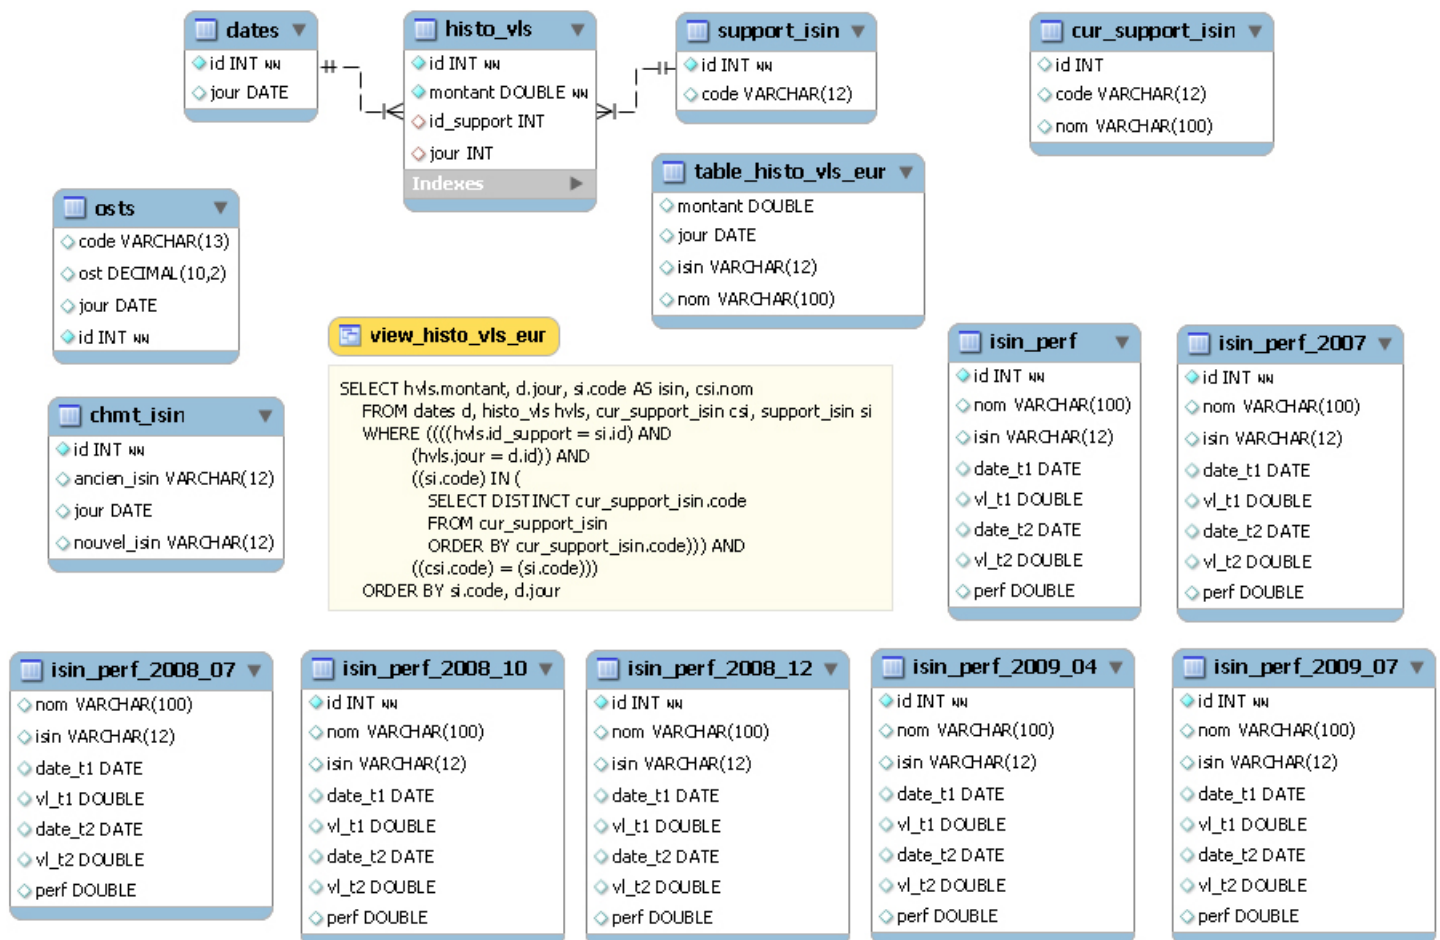 dates
id INT NN
jour DATE
histo_vls
id INT NN
montant DOUBLE NN
id_support INT
jour INT
Indexes
support_isin
id INT NN
code VARCHAR(12)
cur_support_isin
id INT
code VARCHAR(12)
nom VARCHAR(100)
osts
code VARCHAR(13)
ost DECIMAL(10,2)
jour DATE
id INT NN
table_histo_vls_eur
montant DOUBLE
jour DATE
isin VARCHAR(12)
nom VARCHAR(100)
chmt_isin
id INT NN
ancien_isin VARCHAR(12)
jour DATE
nouvel_isin VARCHAR(12)
view_histo_vls_eur
SELECT hvls.montant, d.jour, si.code AS isin, csi.nom
FROM dates d, histo_vls hvls, cur_support_isin csi, support_isin si
WHERE ((((hvls.id_support = si.id) AND
(hvls.jour = d.id)) AND
((si.code) IN (
SELECT DISTINCT cur_support_isin.code
FROM cur_support_isin
ORDER BY cur_support_isin.code))) AND
((csi.code) = (si.code)))
ORDER BY si.code, d.jour
isin_perf
id INT NN
nom VARCHAR(100)
isin VARCHAR(12)
date_t1 DATE
vl_t1 DOUBLE
date_t2 DATE
vl_t2 DOUBLE
perf DOUBLE
isin_perf_2007
id INT NN
nom VARCHAR(100)
isin VARCHAR(12)
date_t1 DATE
vl_t1 DOUBLE
date_t2 DATE
vl_t2 DOUBLE
perf DOUBLE
isin_perf_2008_07
nom VARCHAR(100)
isin VARCHAR(12)
date_t1 DATE
vl_t1 DOUBLE
date_t2 DATE
vl_t2 DOUBLE
perf DOUBLE
isin_perf_2008_10
id INT NN
nom VARCHAR(100)
isin VARCHAR(12)
date_t1 DATE
vl_t1 DOUBLE
date_t2 DATE
vl_t2 DOUBLE
perf DOUBLE
isin_perf_2008_12
id INT NN
nom VARCHAR(100)
isin VARCHAR(12)
date_t1 DATE
vl_t1 DOUBLE
date_t2 DATE
vl_t2 DOUBLE
perf DOUBLE
isin_perf_2009_04
id INT NN
nom VARCHAR(100)
isin VARCHAR(12)
date_t1 DATE
vl_t1 DOUBLE
date_t2 DATE
vl_t2 DOUBLE
perf DOUBLE
isin_perf_2009_07
id INT NN
nom VARCHAR(100)
isin VARCHAR(12)
date_t1 DATE
vl_t1 DOUBLE
date_t2 DATE
vl_t2 DOUBLE
perf DOUBLE